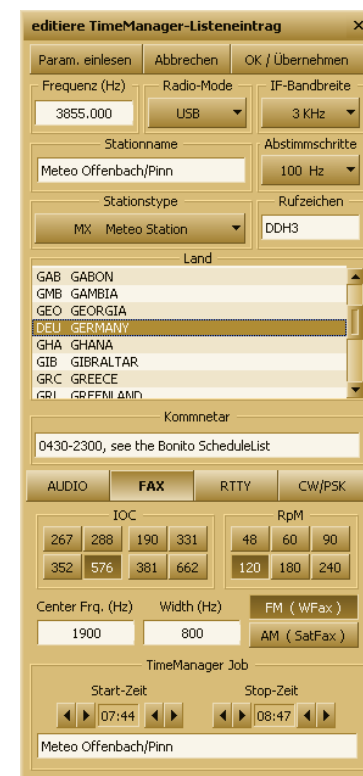 editiere TimeManager-Listeneintrag ×
Param. einlesen Abbrechen OK / Übernehmen
Frequenz (Hz) Radio-Mode IF-Bandbreite
3855.000 USB 3 KHz
Stationname Abstimmschritte
Meteo Offenbach/Pinn 100 Hz
Stationstype Rufzeichen
MX Meteo Station DDH3
Land
GAB GABON
GMB GAMBIA
GEO GEORGIA
DEU GERMANY
GHA GHANA
GIB GIBRALTAR
GRC GREECE
GRL GREENLAND
Kommnetar
0430-2300, see the Bonito ScheduleList
AUDIO FAX RTTY CW/PSK
IOC RpM
267 288 190 331 48 60 90
352 576 381 662 120 180 240
Center Frq. (Hz) Width (Hz) FM ( WFax )
1900 800 AM ( SatFax )
TimeManager Job
Start-Zeit Stop-Zeit
07:44 08:47
Meteo Offenbach/Pinn